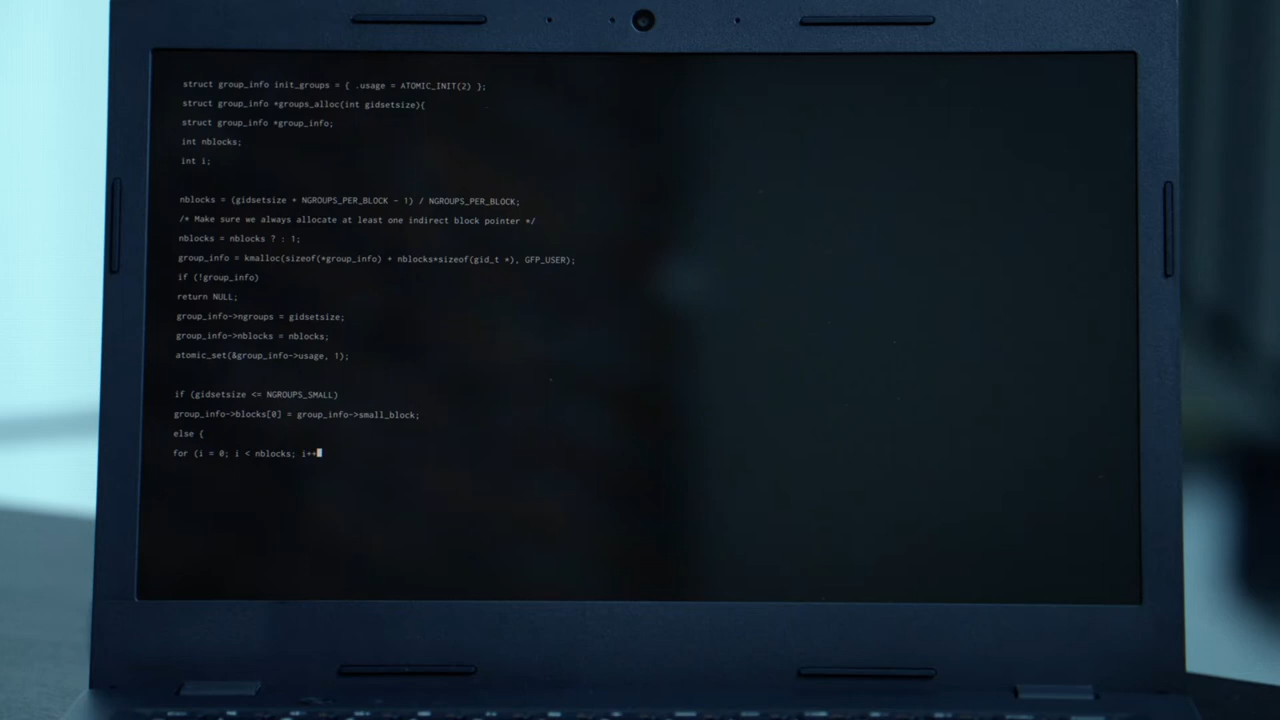 struct group_info init_groups = { .usage = ATOMIC_INIT(2) };
struct group_info *groups_alloc(int gidsetsize){
struct group_info *group_info;
int nblocks;
int i;
nblocks = (gidsetsize + NGROUPS_PER_BLOCK - 1) / NGROUPS_PER_BLOCK;
/* Make sure we always allocate at least one indirect block pointer */
nblocks = nblocks ? : 1;
group_info = kmalloc(sizeof(*group_info) + nblocks*sizeof(gid_t *), GFP_USER);
if (!group_info)
return NULL;
group_info->ngroups = gidsetsize;
group_info->nblocks = nblocks;
atomic_set(&group_info->usage, 1);
if (gidsetsize <= NGROUPS_SMALL)
group_info->blocks[0] = group_info->small_block;
else {
for (i = 0; i < nblocks; i++